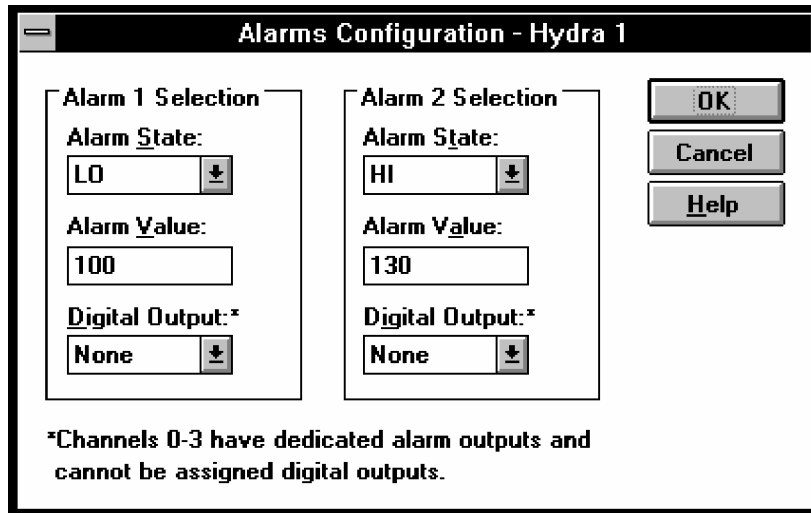 Alarms Configuration - Hydra 1
Alarm 1 Selection
Alarm State:
LO
Alarm Value:
100
Digital Output:*
None
Alarm 2 Selection
Alarm State:
HI
Alarm Value:
130
Digital Output:*
None
OK
Cancel
Help
*Channels 0-3 have dedicated alarm outputs and
cannot be assigned digital outputs.